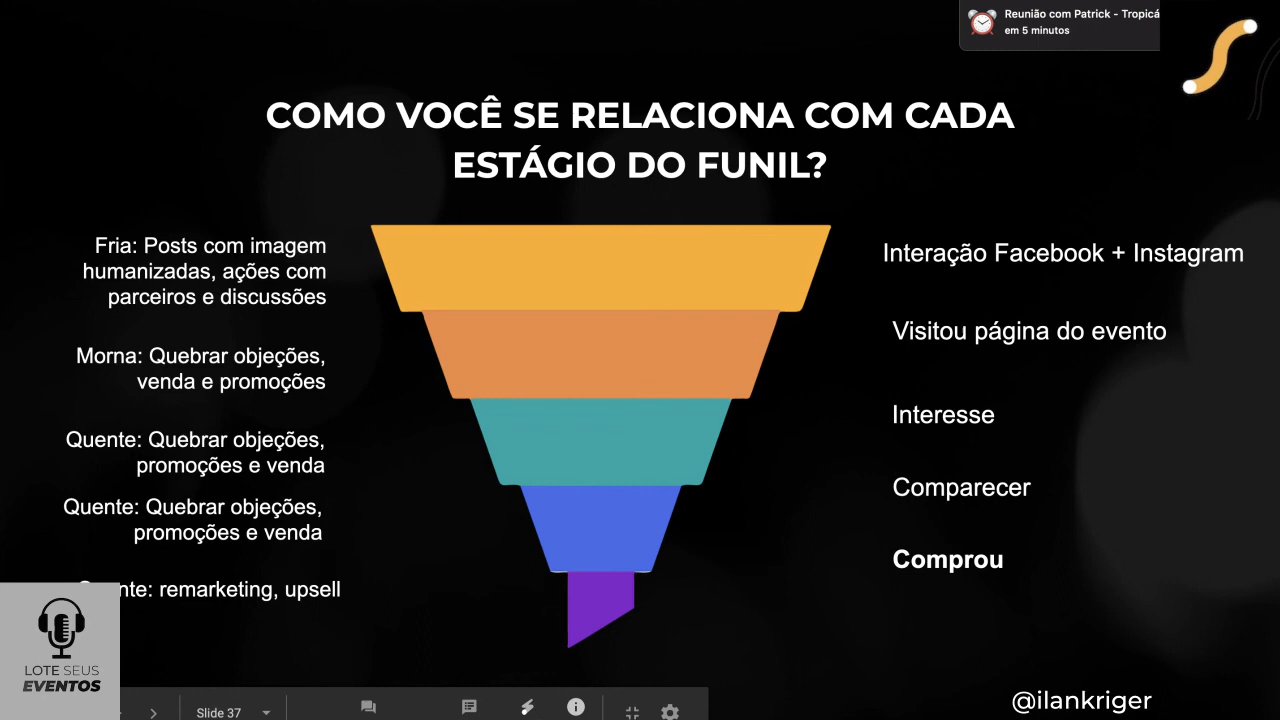 Reunião com Patrick - Tropicá
em 5 minutos
COMO VOCÊ SE RELACIONA COM CADA
ESTÁGIO DO FUNIL?
Fria: Posts com imagem
humanizadas, ações com
parceiros e discussões
Interação Facebook + Instagram
Morna: Quebrar objeções,
venda e promoções
Visitou página do evento
Quente: Quebrar objeções,
promoções e venda
Interesse
Quente: Quebrar objeções,
promoções e venda
Comparecer
nte: remarketing, upsell
Comprou
LOTE SEUS
EVENTOS
Slide 37
@ilankriger